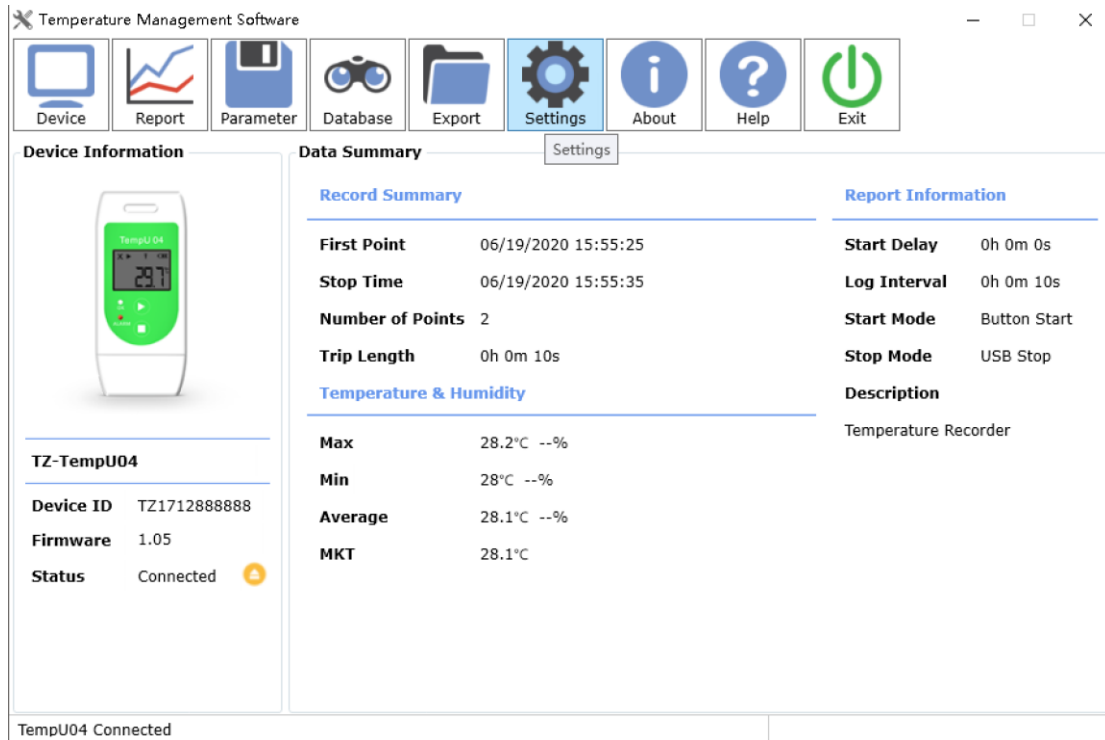 Temperature Management Software
Device Report Parameter Database Export Settings About Help Exit
Settings
Device Information
TempU 04
29.7
TZ-TempU04
Device ID TZ1712888888
Firmware 1.05
Status Connected
Data Summary
Record Summary
First Point 06/19/2020 15:55:25
Stop Time 06/19/2020 15:55:35
Number of Points 2
Trip Length 0h 0m 10s
Temperature & Humidity
Max 28.2℃ --%
Min 28℃ --%
Average 28.1℃ --%
MKT 28.1℃
Report Information
Start Delay 0h 0m 0s
Log Interval 0h 0m 10s
Start Mode Button Start
Stop Mode USB Stop
Description
Temperature Recorder
TempU04 Connected